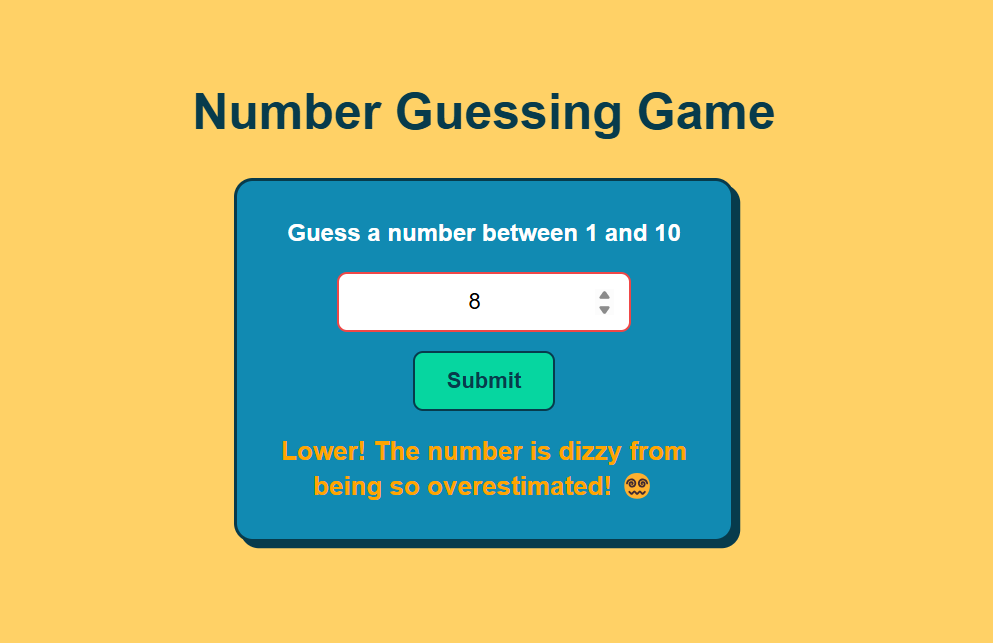 Number Guessing Game
Guess a number between 1 and 10
8
Submit
Lower! The number is dizzy from
being so overestimated! 😵‍💫